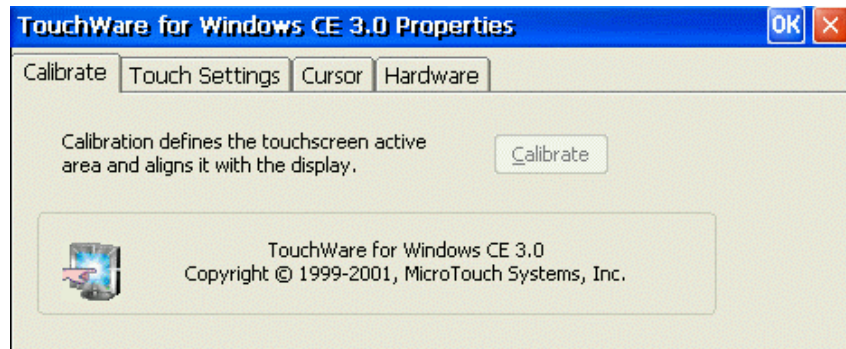 TouchWare for Windows CE 3.0 Properties OK
Calibrate Touch Settings Cursor Hardware
Calibration defines the touchscreen active
area and aligns it with the display.
Calibrate
TouchWare for Windows CE 3.0
Copyright © 1999-2001, MicroTouch Systems, Inc.